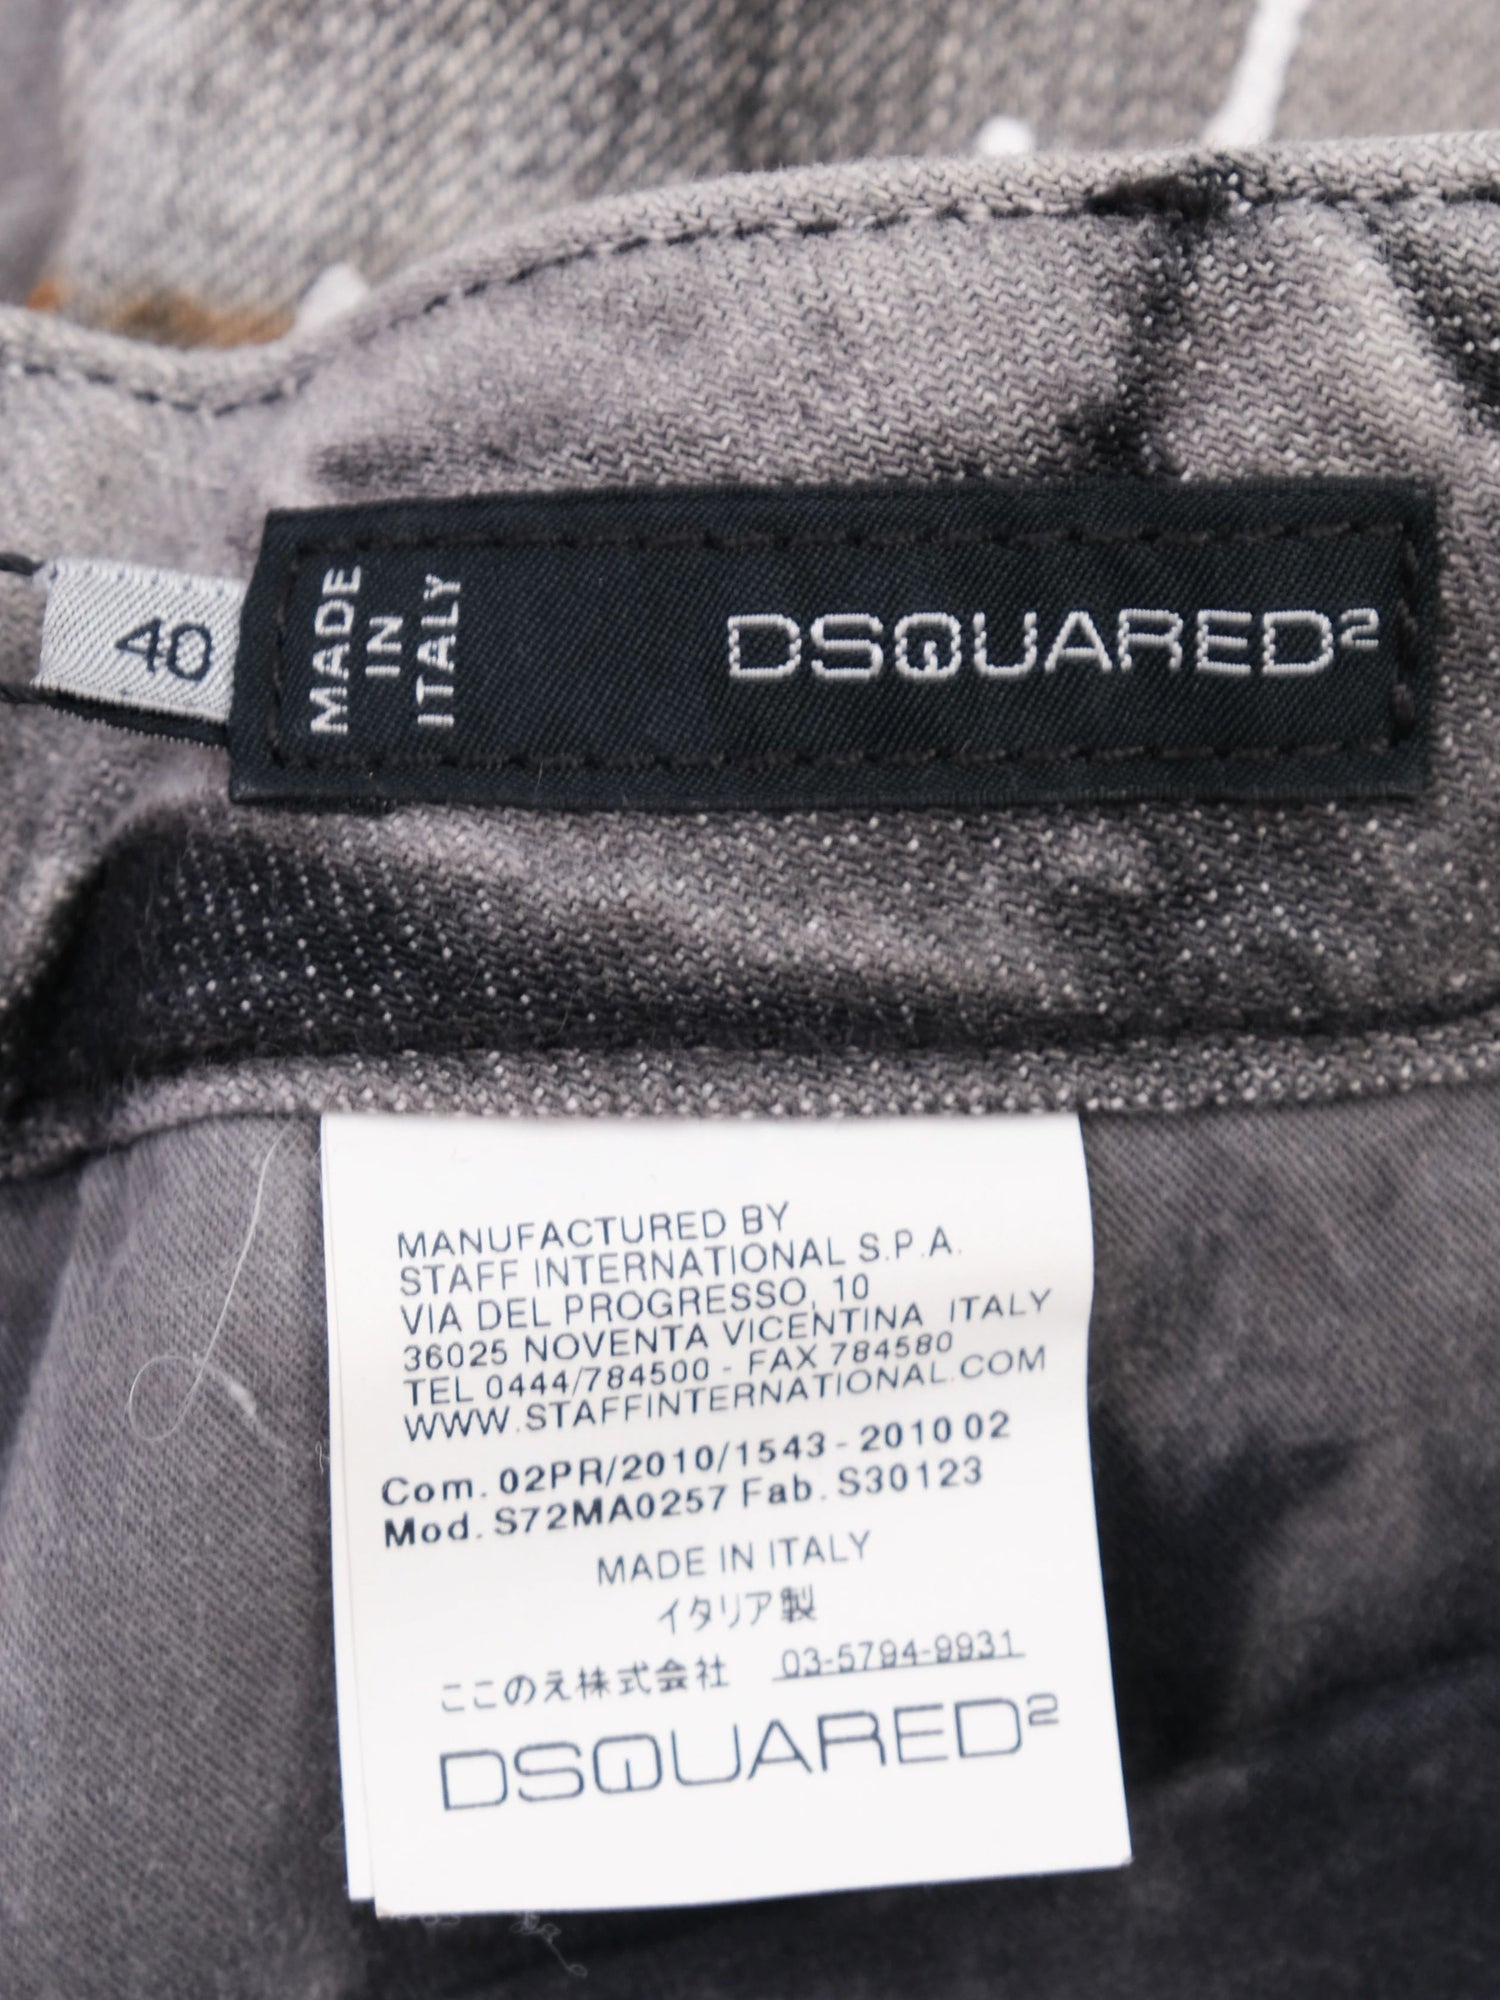 40
MADE
IN
ITALY
DSQUARED2
MANUFACTURED BY
STAFF INTERNATIONAL S.P.A.
VIA DEL PROGRESSO, 10
36025 NOVENTA VICENTINA ITALY
TEL 0444/784500 - FAX 784580
WWW.STAFFINTERNATIONAL.COM
Com. 02PR/2010/1543 - 2010 02
Mod. S72MA0257 Fab. S30123
MADE IN ITALY
イタリア製
ここのえ株式会社 03-5794-9931
DSQUARED2